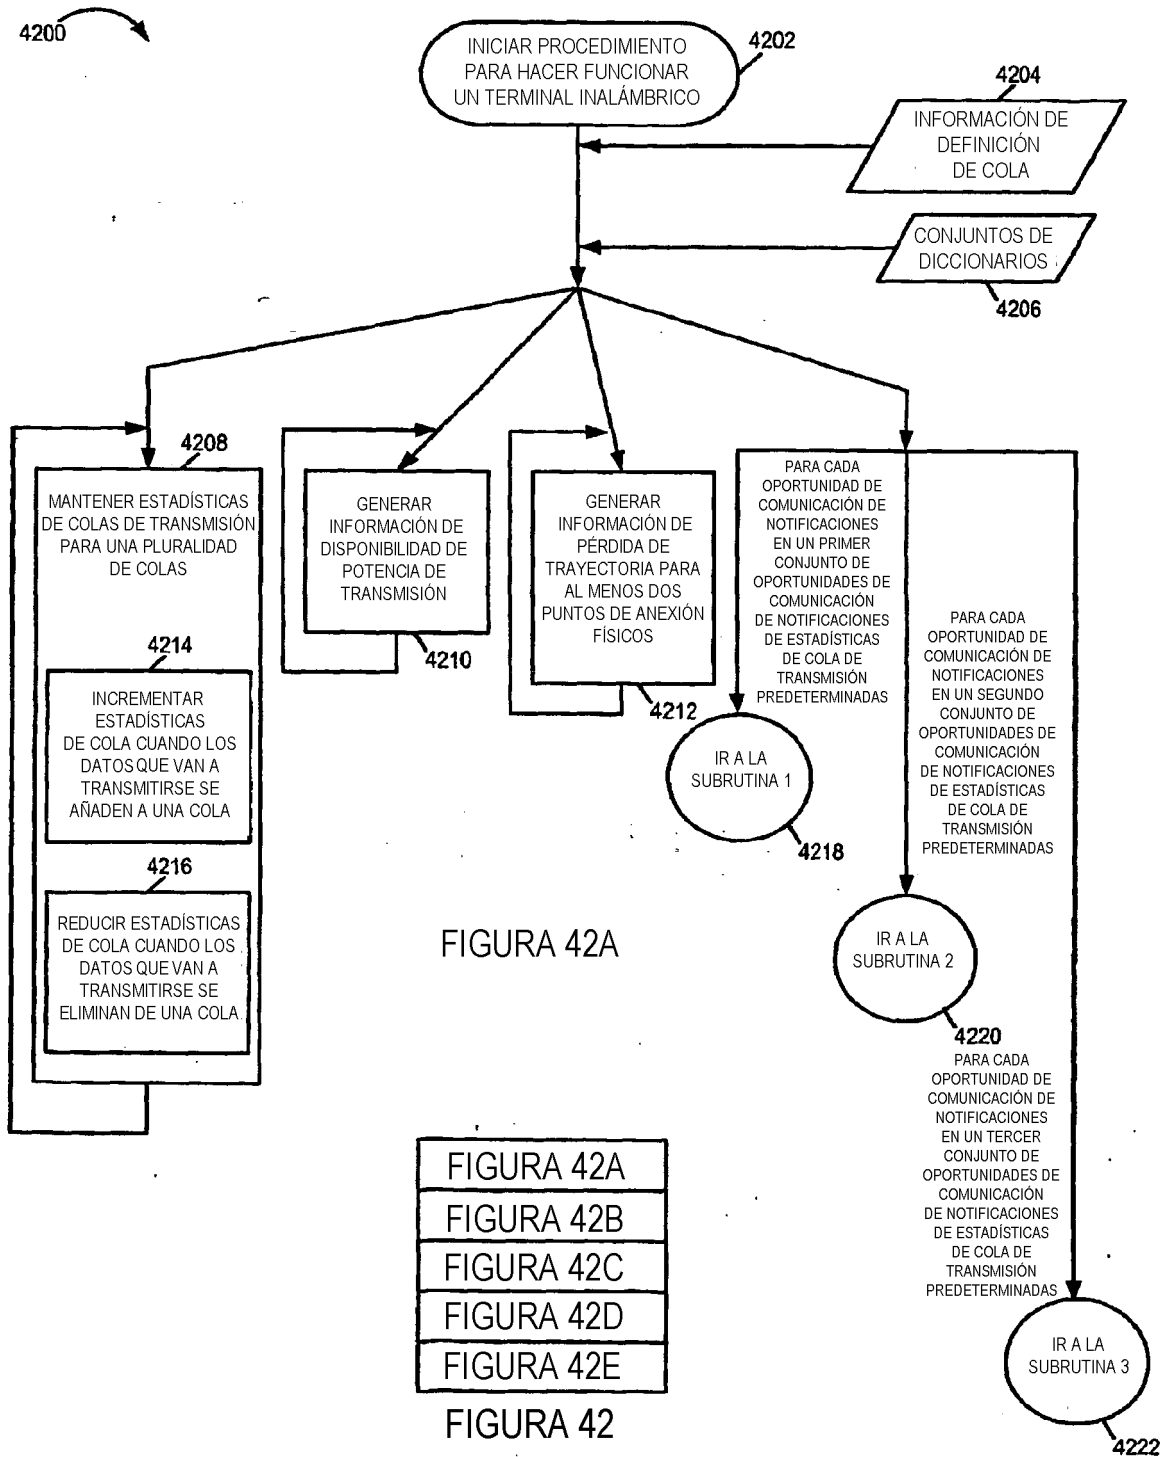 4200
INICIAR PROCEDIMIENTO
PARA HACER FUNCIONAR
UN TERMINAL INALÁMBRICO
4202
4204
INFORMACIÓN DE
DEFINICIÓN
DE COLA
CONJUNTOS DE
DICCIONARIOS
4206
4208
MANTENER ESTADÍSTICAS
DE COLAS DE TRANSMISIÓN
PARA UNA PLURALIDAD
DE COLAS
4214
INCREMENTAR
ESTADÍSTICAS
DE COLA CUANDO LOS
DATOS QUE VAN A
TRANSMITIRSE SE
AÑADEN A UNA COLA
4216
REDUCIR ESTADÍSTICAS
DE COLA CUANDO LOS
DATOS QUE VAN A
TRANSMITIRSE SE
ELIMINAN DE UNA COLA
GENERAR
INFORMACIÓN DE
DISPONIBILIDAD DE
POTENCIA DE
TRANSMISIÓN
4210
GENERAR
INFORMACIÓN DE
PÉRDIDA DE
TRAYECTORIA PARA
AL MENOS DOS
PUNTOS DE ANEXIÓN
FÍSICOS
4212
PARA CADA
OPORTUNIDAD DE
COMUNICACIÓN DE
NOTIFICACIONES
EN UN PRIMER
CONJUNTO DE
OPORTUNIDADES DE
COMUNICACIÓN
DE NOTIFICACIONES
DE ESTADÍSTICAS
DE COLA DE
TRANSMISIÓN
PREDETERMINADAS
IR A LA
SUBRUTINA 1
4218
PARA CADA
OPORTUNIDAD DE
COMUNICACIÓN DE
NOTIFICACIONES
EN UN SEGUNDO
CONJUNTO DE
OPORTUNIDADES DE
COMUNICACIÓN
DE NOTIFICACIONES
DE ESTADÍSTICAS
DE COLA DE
TRANSMISIÓN
PREDETERMINADAS
IR A LA
SUBRUTINA 2
4220
PARA CADA
OPORTUNIDAD DE
COMUNICACIÓN DE
NOTIFICACIONES
EN UN TERCER
CONJUNTO DE
OPORTUNIDADES DE
COMUNICACIÓN
DE NOTIFICACIONES
DE ESTADÍSTICAS
DE COLA DE
TRANSMISIÓN
PREDETERMINADAS
IR A LA
SUBRUTINA 3
4222
FIGURA 42A
FIGURA 42A
FIGURA 42B
FIGURA 42C
FIGURA 42D
FIGURA 42E
FIGURA 42